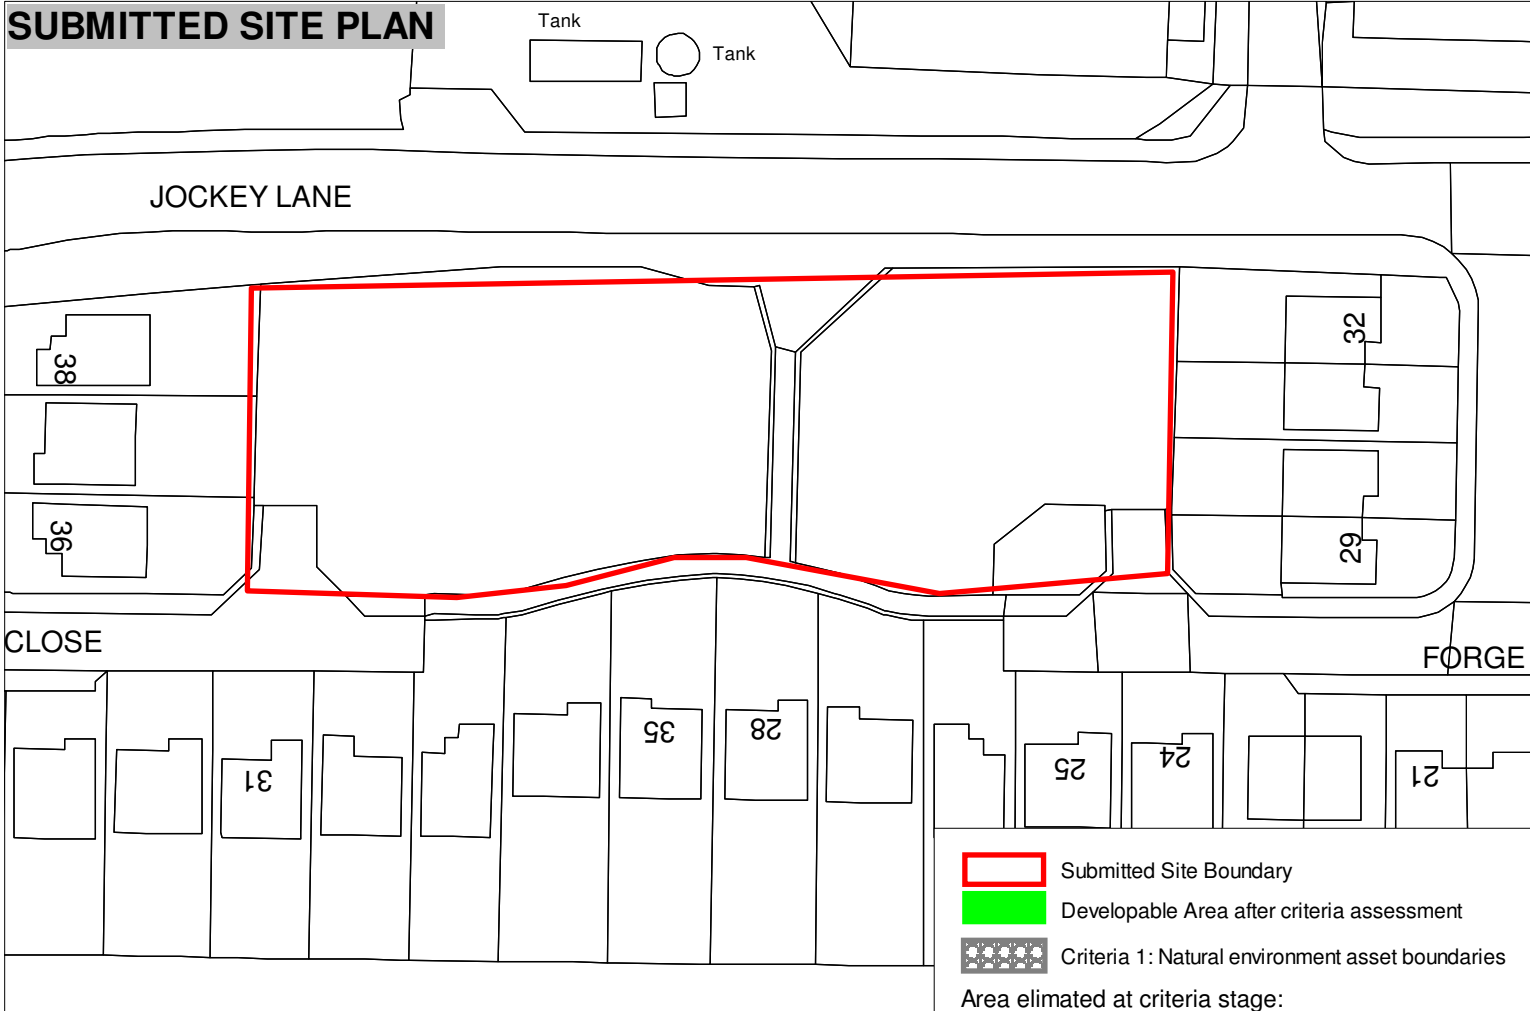 SUBMITTED SITE PLAN
Tank
Tank
JOCKEY LANE
38
32
36
29
CLOSE
FORGE
35
28
31
25
24
21
Submitted Site Boundary
Developable Area after criteria assessment
Criteria 1: Natural environment asset boundaries
Area elimated at criteria stage: